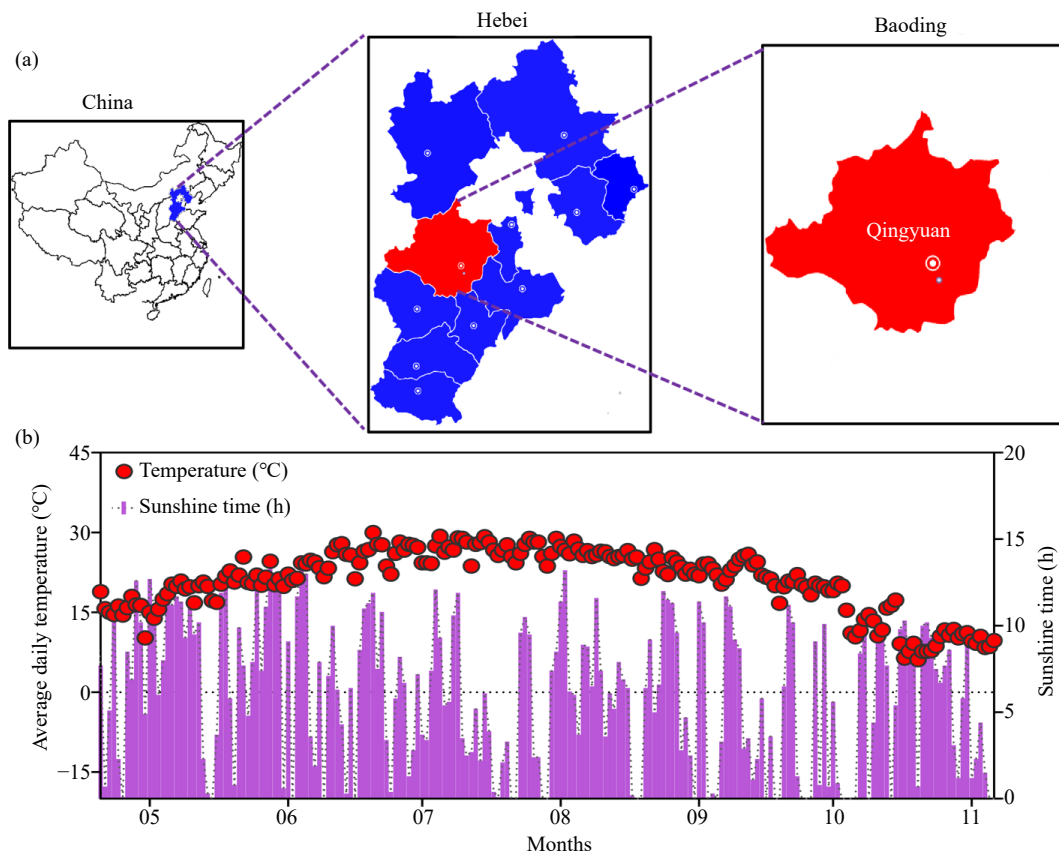 (a)
China
Hebei
Baoding
Qingyuan
(b)
Temperature (℃)
Sunshine time (h)
Average daily temperature (℃)
45
30
15
0
−15
Sunshine time (h)
20
15
10
5
0
05 06 07 08 09 10 11
Months